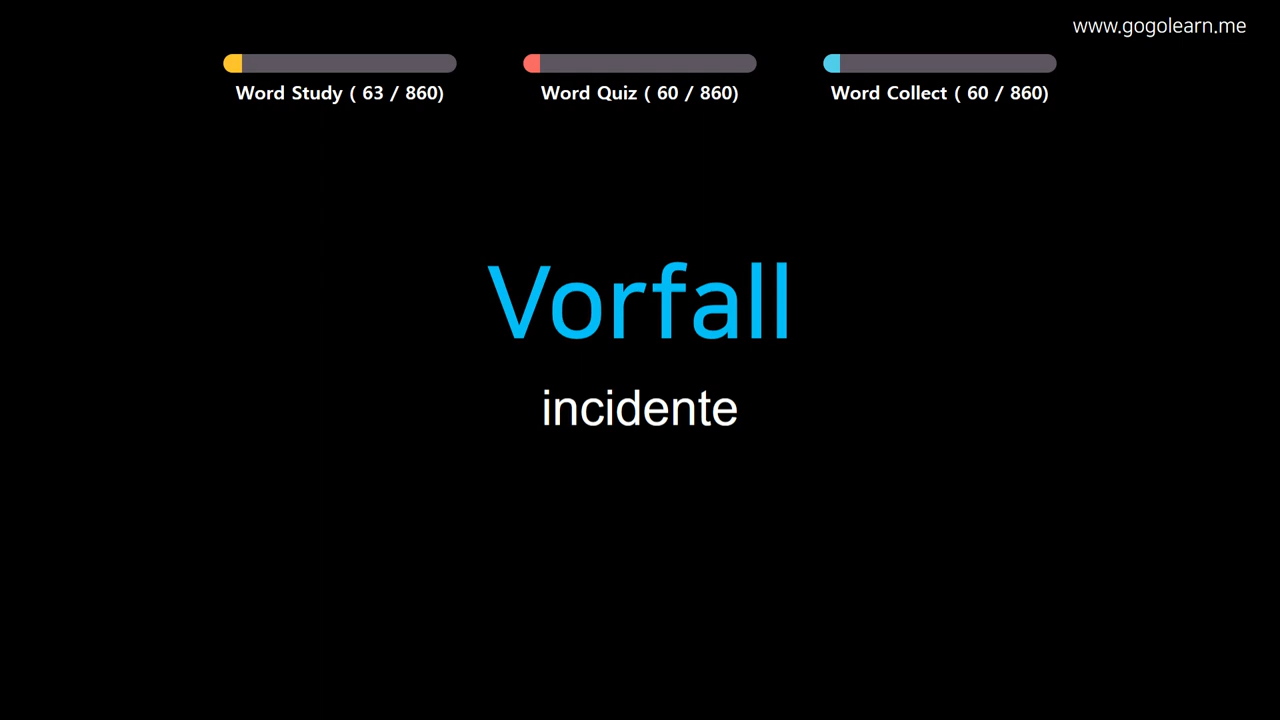 www.gogolearn.me
Word Study ( 63 / 860)
Word Quiz ( 60 / 860)
Word Collect ( 60 / 860)
Vorfall
incidente